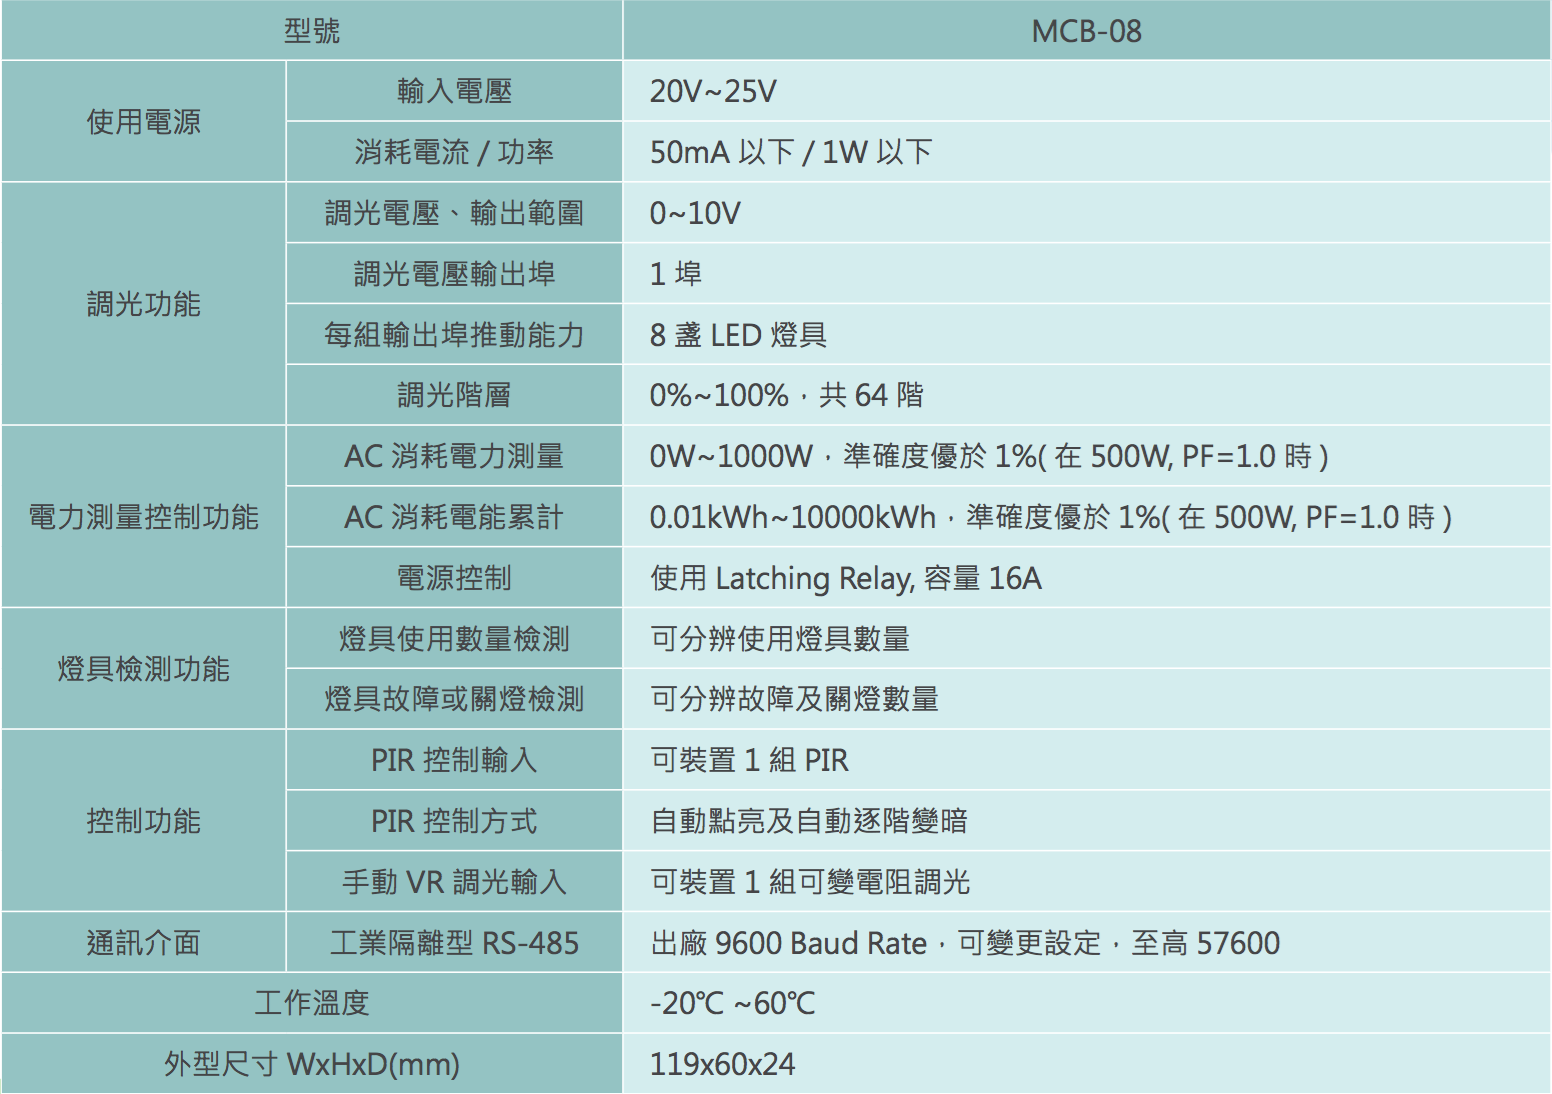 型號 MCB-08
使用電源
輸入電壓 20V~25V
消耗電流 / 功率 50mA 以下 / 1W 以下
調光功能
調光電壓、輸出範圍 0~10V
調光電壓輸出埠 1 埠
每組輸出埠推動能力 8 盞 LED 燈具
調光階層 0%~100%，共 64 階
電力測量控制功能
AC 消耗電力測量 0W~1000W，準確度優於 1%( 在 500W, PF=1.0 時 )
AC 消耗電能累計 0.01kWh~10000kWh，準確度優於 1%( 在 500W, PF=1.0 時 )
電源控制 使用 Latching Relay, 容量 16A
燈具檢測功能
燈具使用數量檢測 可分辨使用燈具數量
燈具故障或關燈檢測 可分辨故障及關燈數量
控制功能
PIR 控制輸入 可裝置 1 組 PIR
PIR 控制方式 自動點亮及自動逐階變暗
手動 VR 調光輸入 可裝置 1 組可變電阻調光
通訊介面 工業隔離型 RS-485 出廠 9600 Baud Rate，可變更設定，至高 57600
工作溫度 -20℃ ~60℃
外型尺寸 WxHxD(mm) 119x60x24